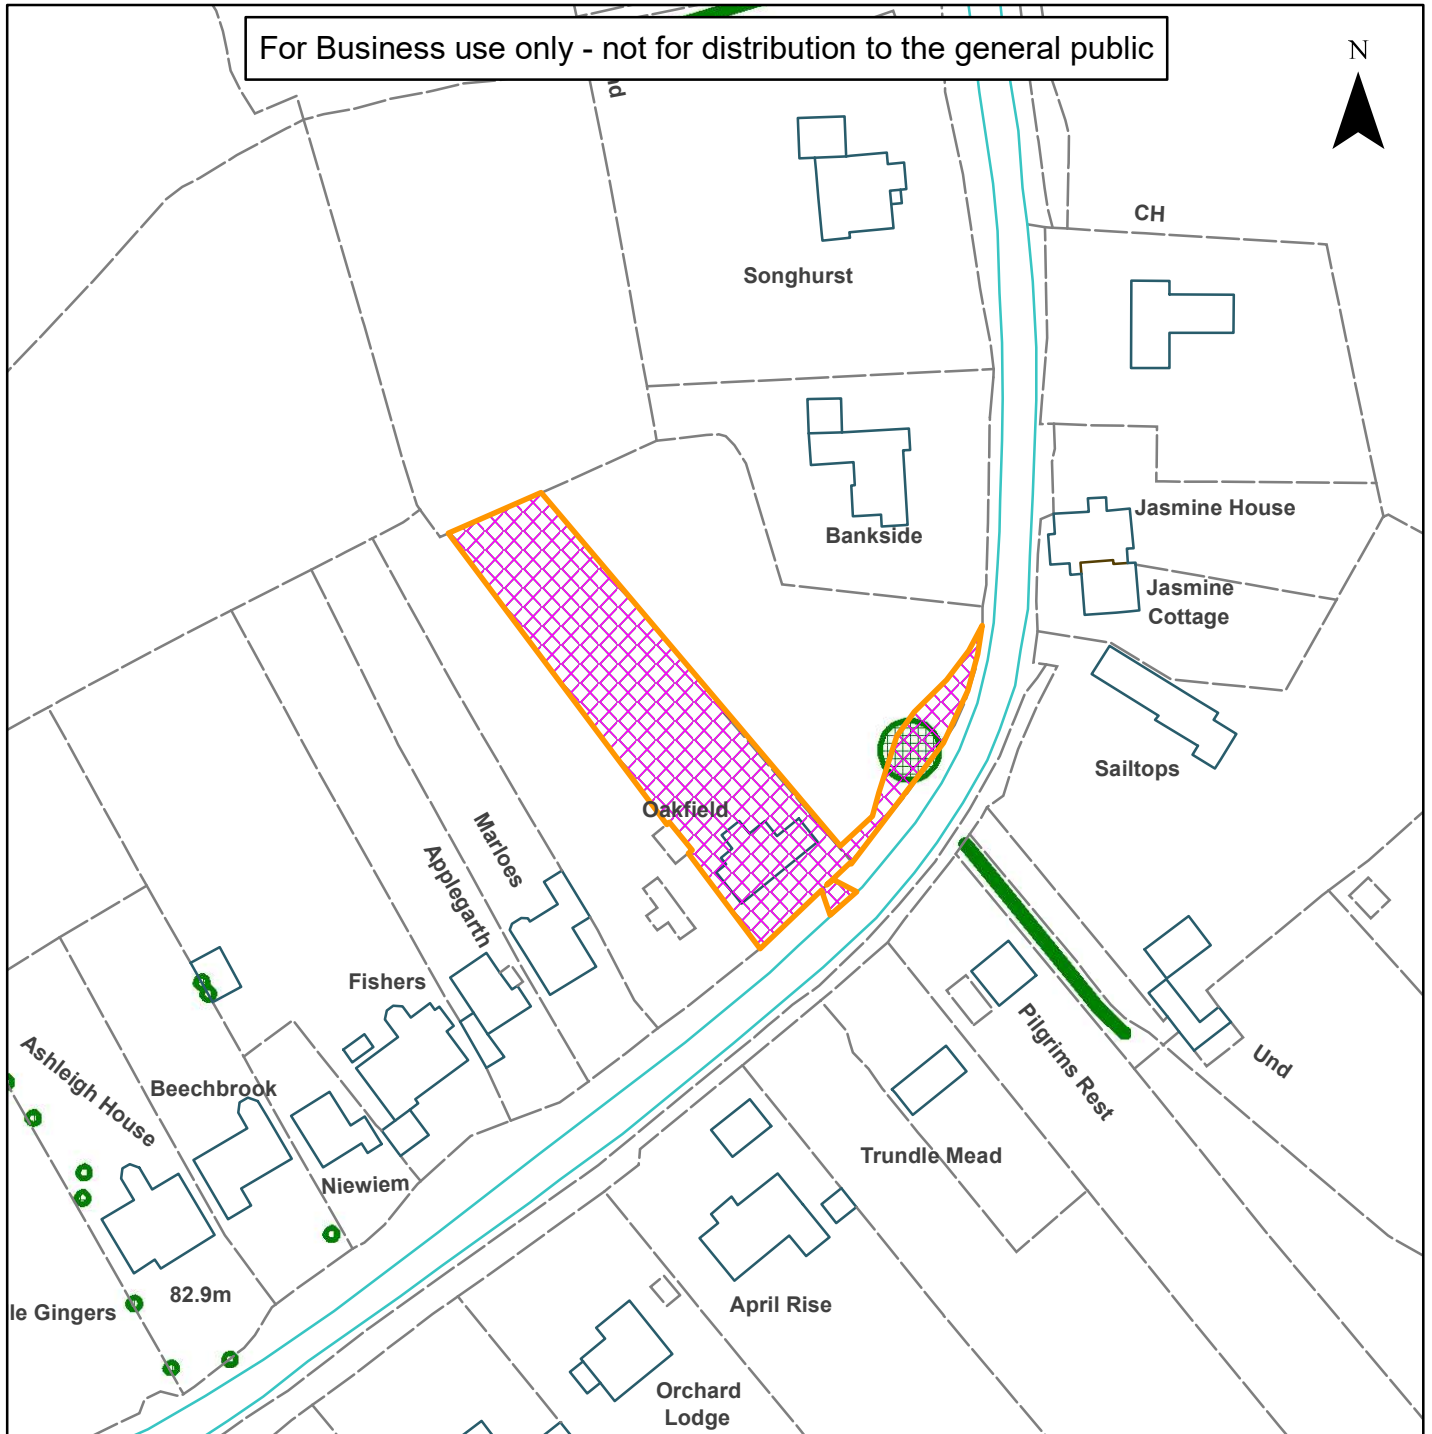 For Business use only - not for distribution to the general public
N
CH
Songhurst
Jasmine House
Bankside
Jasmine
Cottage
Sailtops
Oakfield
Marloes
Applegarth
Fishers
Pilgrims Rest
Und
Ashleigh House
Beechbrook
Trundle Mead
Niewiem
82.9m
le Gingers
April Rise
Orchard
Lodge